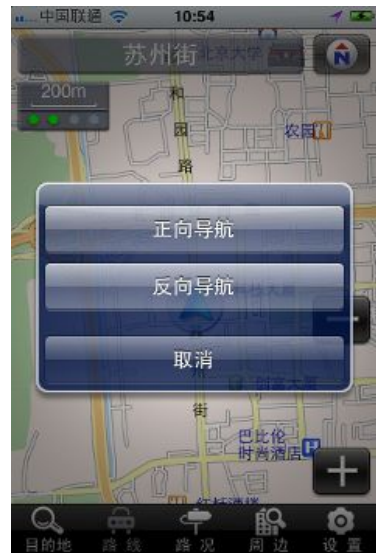 中国联通
10:54
苏州街
北京大学
200m
和
园
路
农园
正向导航
反向导航
取消
街
巴比伦
时尚酒店
目的地
路线
路况
周边
设置